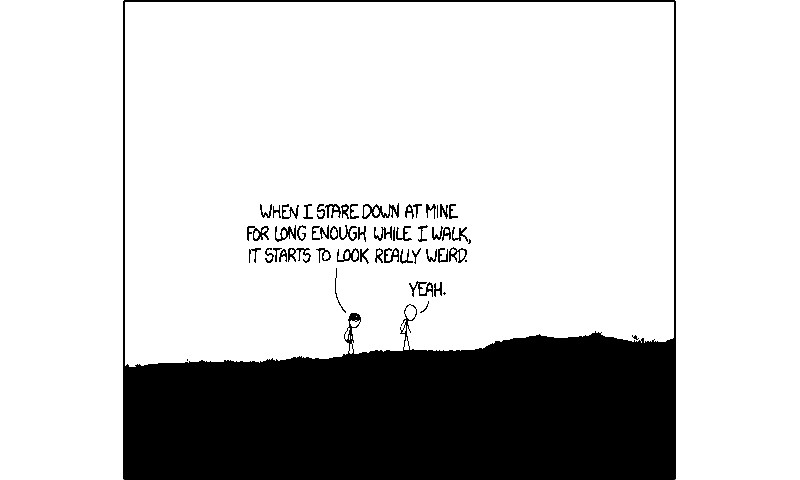 WHEN I STARE DOWN AT MINE
FOR LONG ENOUGH WHILE I WALK,
IT STARTS TO LOOK REALLY WEIRD.
YEAH.